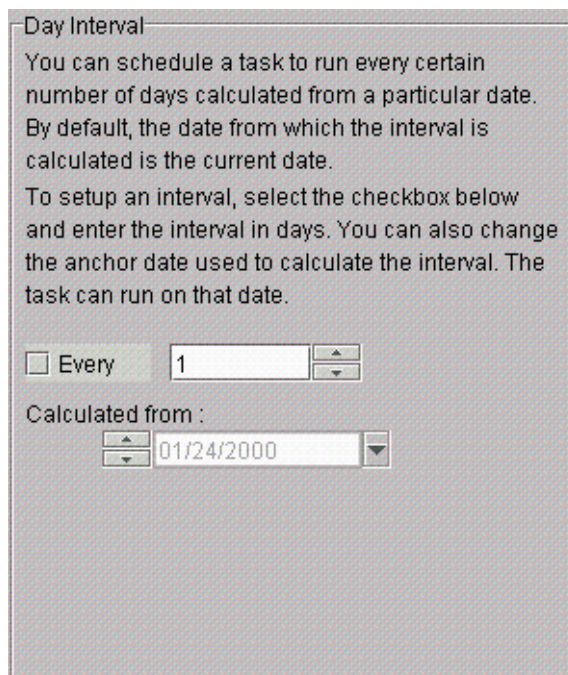 Day Interval
You can schedule a task to run every certain
number of days calculated from a particular date.
By default, the date from which the interval is
calculated is the current date.
To setup an interval, select the checkbox below
and enter the interval in days. You can also change
the anchor date used to calculate the interval. The
task can run on that date.
Every 1
Calculated from :
01/24/2000